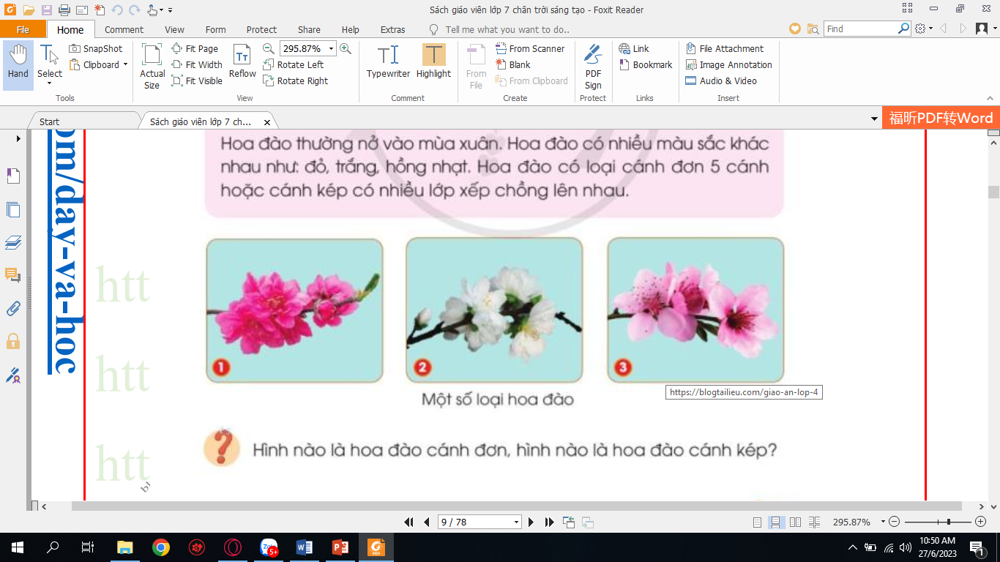 Sách giáo viên lớp 7 chân trời sáng tạo - Foxit Reader
File Home Comment View Form Protect Share Help Extras Tell me what you want to do.. Find
Hand
Select
SnapShot
Clipboard
Actual Size
Fit Page
Fit Width
Fit Visible
Reflow
295.87%
Rotate Left
Rotate Right
Typewriter
Highlight
From File
From Scanner
Blank
From Clipboard
PDF Sign
Link
Bookmark
File Attachment
Image Annotation
Audio & Video
Tools View Comment Create Protect Links Insert
Start Sách giáo viên lớp 7 ch... 福昕PDF转Word
om/day-va-hoc
Hoa đào thường nở vào mùa xuân. Hoa đào có nhiều màu sắc khác
nhau như: đỏ, trắng, hồng nhạt. Hoa đào có loại cánh đơn 5 cánh
hoặc cánh kép có nhiều lớp xếp chồng lên nhau.
htt
htt
htt
1 2 3
https://blogtailieu.com/giao-an-lop-4
Một số loại hoa đào
? Hình nào là hoa đào cánh đơn, hình nào là hoa đào cánh kép?
9 / 78 295.87%
Zalo 5+ W P PDF
10:50 AM
27/6/2023
1